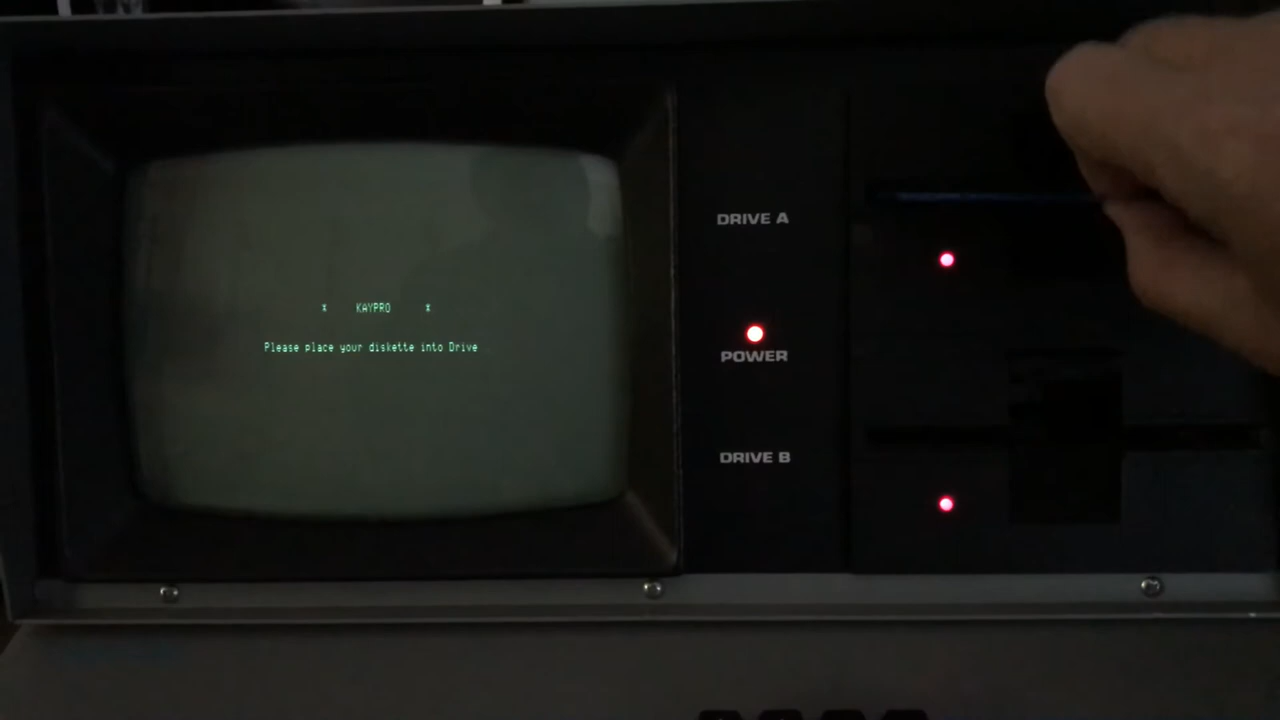 * KAYPRO *
Please place your diskette into Drive
DRIVE A
POWER
DRIVE B